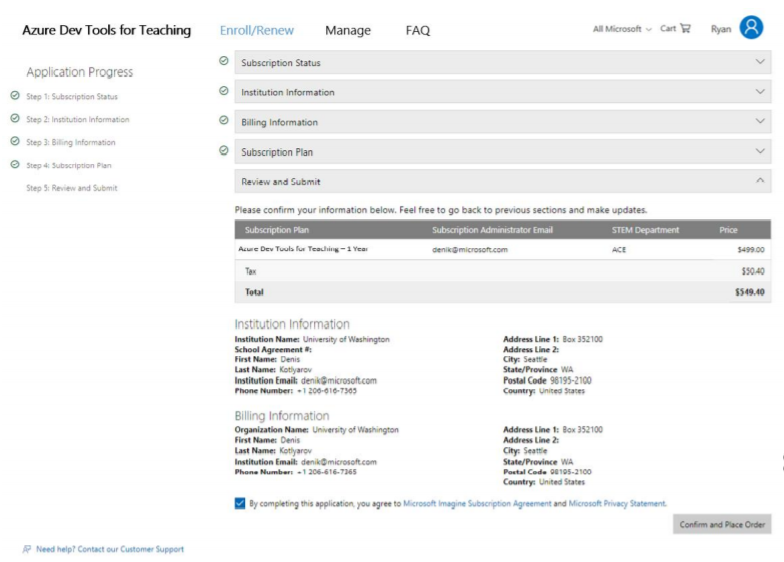 Azure Dev Tools for Teaching Enroll/Renew Manage FAQ All Microsoft Cart Ryan
Application Progress
Step 1: Subscription Status
Step 2: Institution Information
Step 3: Billing Information
Step 4: Subscription Plan
Step 5: Review and Submit
Subscription Status
Institution Information
Billing Information
Subscription Plan
Review and Submit
Please confirm your information below. Feel free to go back to previous sections and make updates.
Subscription Plan Subscription Administrator Email STEM Department Price
Azure Dev Tools for Teaching – 1 Year denik@microsoft.com ACE $499.00
Tax $50.40
Total $549.40
Institution Information
Institution Name: University of Washington
School Agreement #:
First Name: Denis
Last Name: Kotlyarov
Institution Email: denik@microsoft.com
Phone Number: +1 206-616-7365
Address Line 1: Box 352100
Address Line 2:
City: Seattle
State/Province WA
Postal Code 98195-2100
Country: United States
Billing Information
Organization Name: University of Washington
First Name: Denis
Last Name: Kotlyarov
Institution Email: denik@microsoft.com
Phone Number: +1 206-616-7365
Address Line 1: Box 352100
Address Line 2:
City: Seattle
State/Province WA
Postal Code 98195-2100
Country: United States
By completing this application, you agree to Microsoft Imagine Subscription Agreement and Microsoft Privacy Statement.
Confirm and Place Order
Need help? Contact our Customer Support